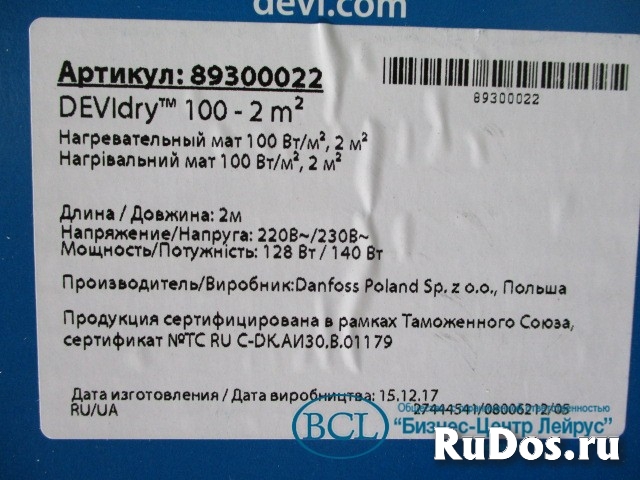 devi.com
Артикул: 89300022
89300022
DEVIdry™ 100 - 2 m²
Нагревательный мат 100 Вт/м², 2 м²
Нагрівальний мат 100 Вт/м², 2 м²
Длина / Довжина: 2м
Напряжение/Напруга: 220В~/230В~
Мощность/Потужність: 128 Вт / 140 Вт
Производитель/Виробник:Danfoss Poland Sp. z o.o., Польша
Продукция сертифицирована в рамках Таможенного Союза,
сертификат №ТС RU C-DK.АИ30.В.01179
Дата изготовления / Дата виробництва: 15.12.17
RU/UA
27444541/08006212/05
BCL
"Бизнес-Центр Лейрус"
RuDos.ru